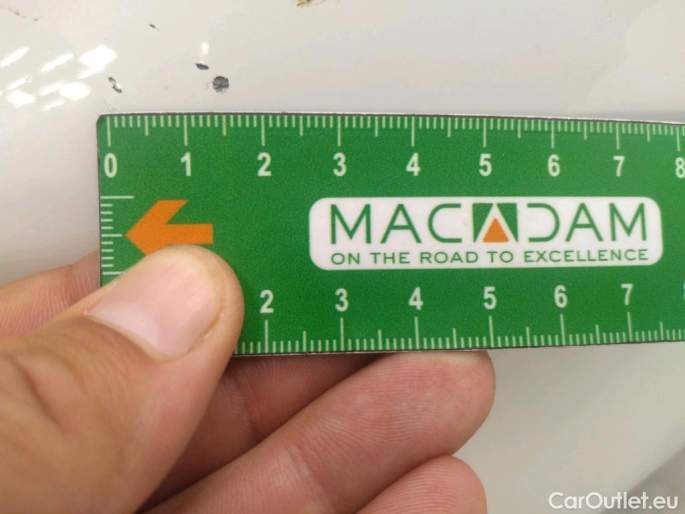 0 1 2 3 4 5 6 7 8
MACADAM
ON THE ROAD TO EXCELLENCE
2 3 4 5 6 7
CarOutlet.eu